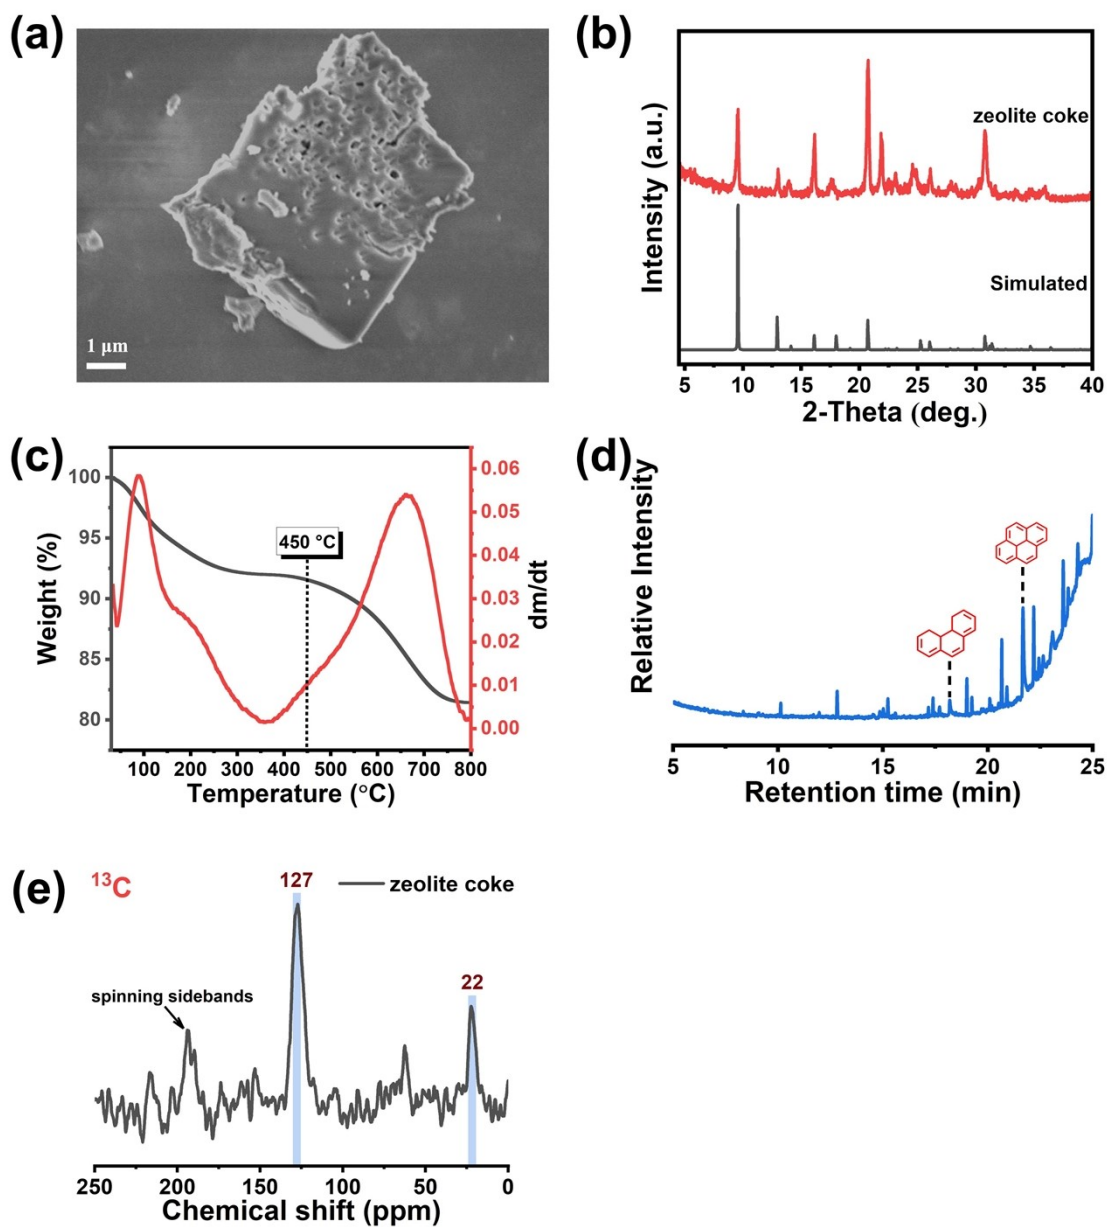 (a)
1 μm
(b)
Intensity (a.u.)
zeolite coke
Simulated
5 10 15 20 25 30 35 40
2-Theta (deg.)
(c)
Weight (%)
100
95
90
85
80
450 °C
0.06
0.05
0.04
0.03
0.02
0.01
0.00
dm/dt
100 200 300 400 500 600 700 800
Temperature (°C)
(d)
Relative Intensity
5 10 15 20 25
Retention time (min)
(e)
13C
127
zeolite coke
22
spinning sidebands
250 200 150 100 50 0
Chemical shift (ppm)